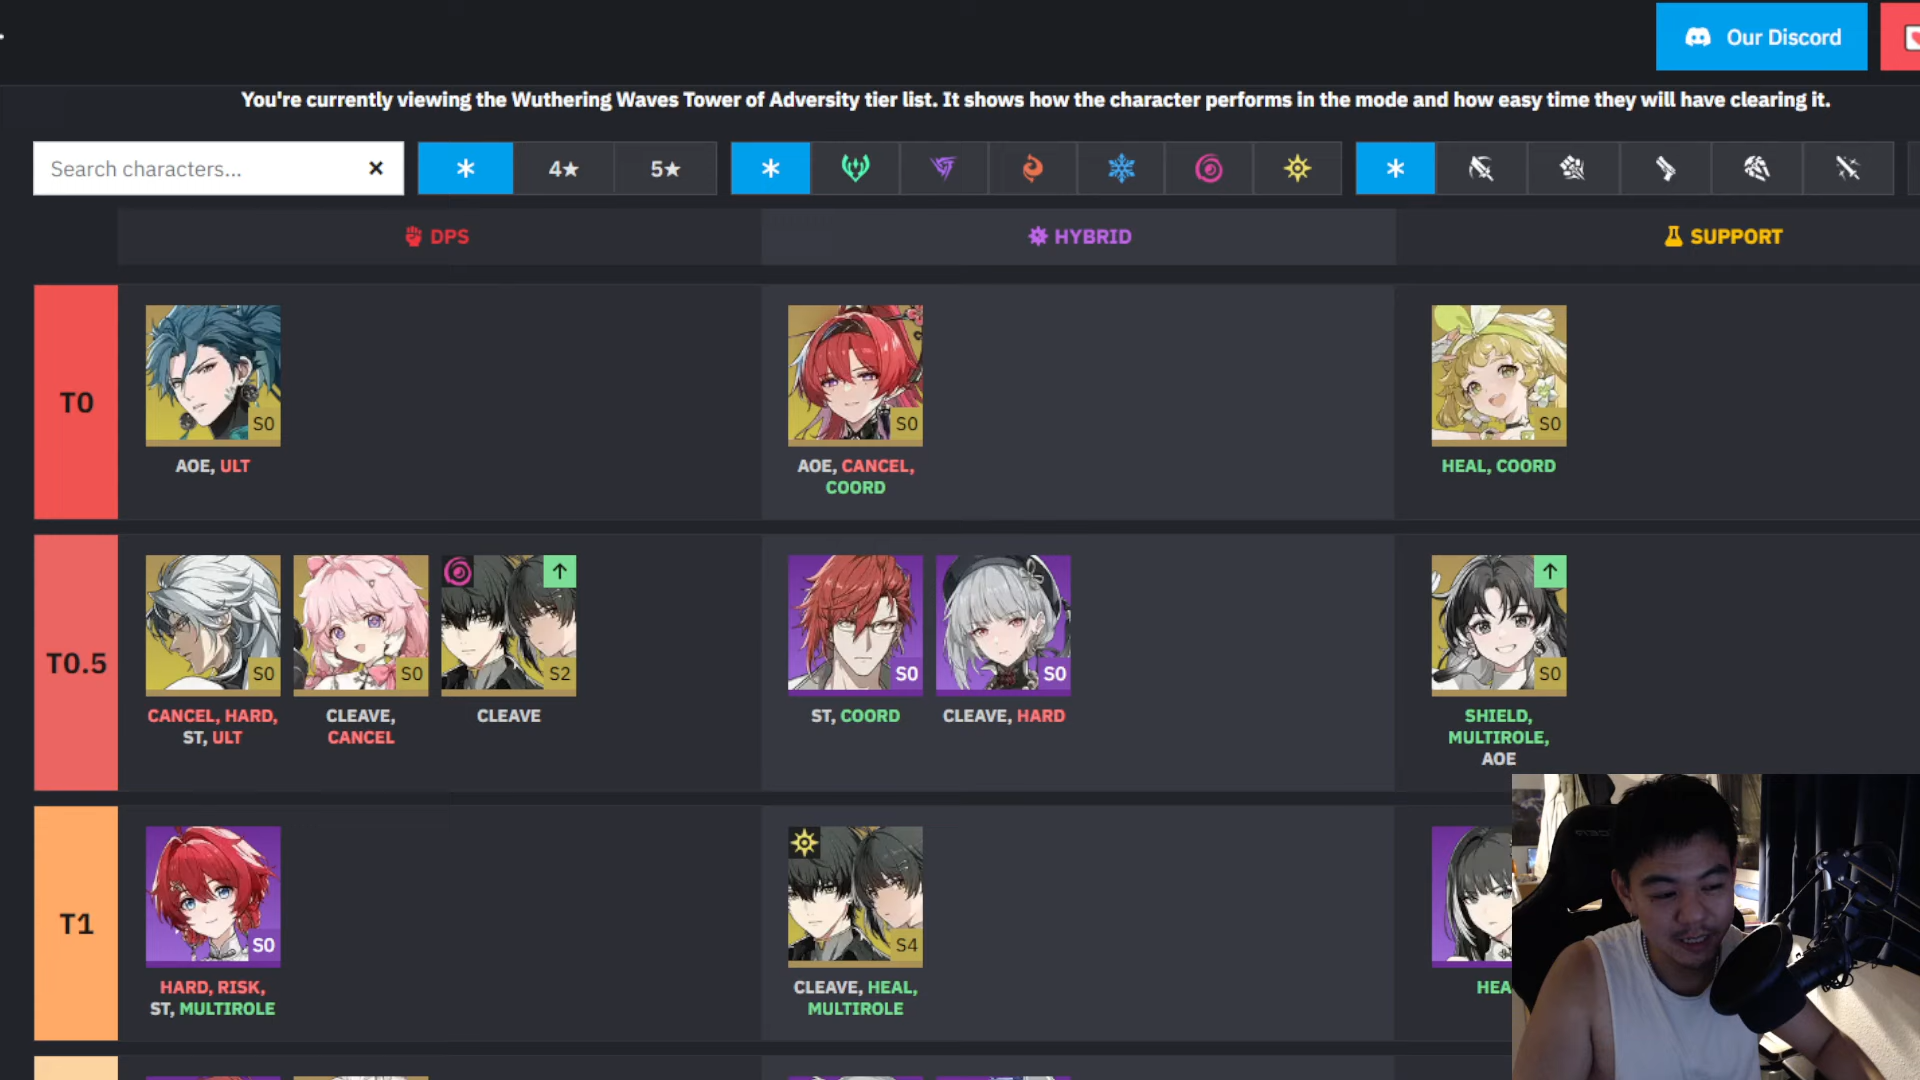 Our Discord
You're currently viewing the Wuthering Waves Tower of Adversity tier list. It shows how the character performs in the mode and how easy time they will have clearing it.
Search characters...
4★
5★
DPS
HYBRID
SUPPORT
T0
S0
S0
S0
AOE, ULT
AOE, CANCEL,
COORD
HEAL, COORD
T0.5
S0
S0
S2
S0
S0
S0
CANCEL, HARD,
ST, ULT
CLEAVE,
CANCEL
CLEAVE
ST, COORD
CLEAVE, HARD
SHIELD,
MULTIROLE,
AOE
T1
S0
S4
HARD, RISK,
ST, MULTIROLE
CLEAVE, HEAL,
MULTIROLE
HEA